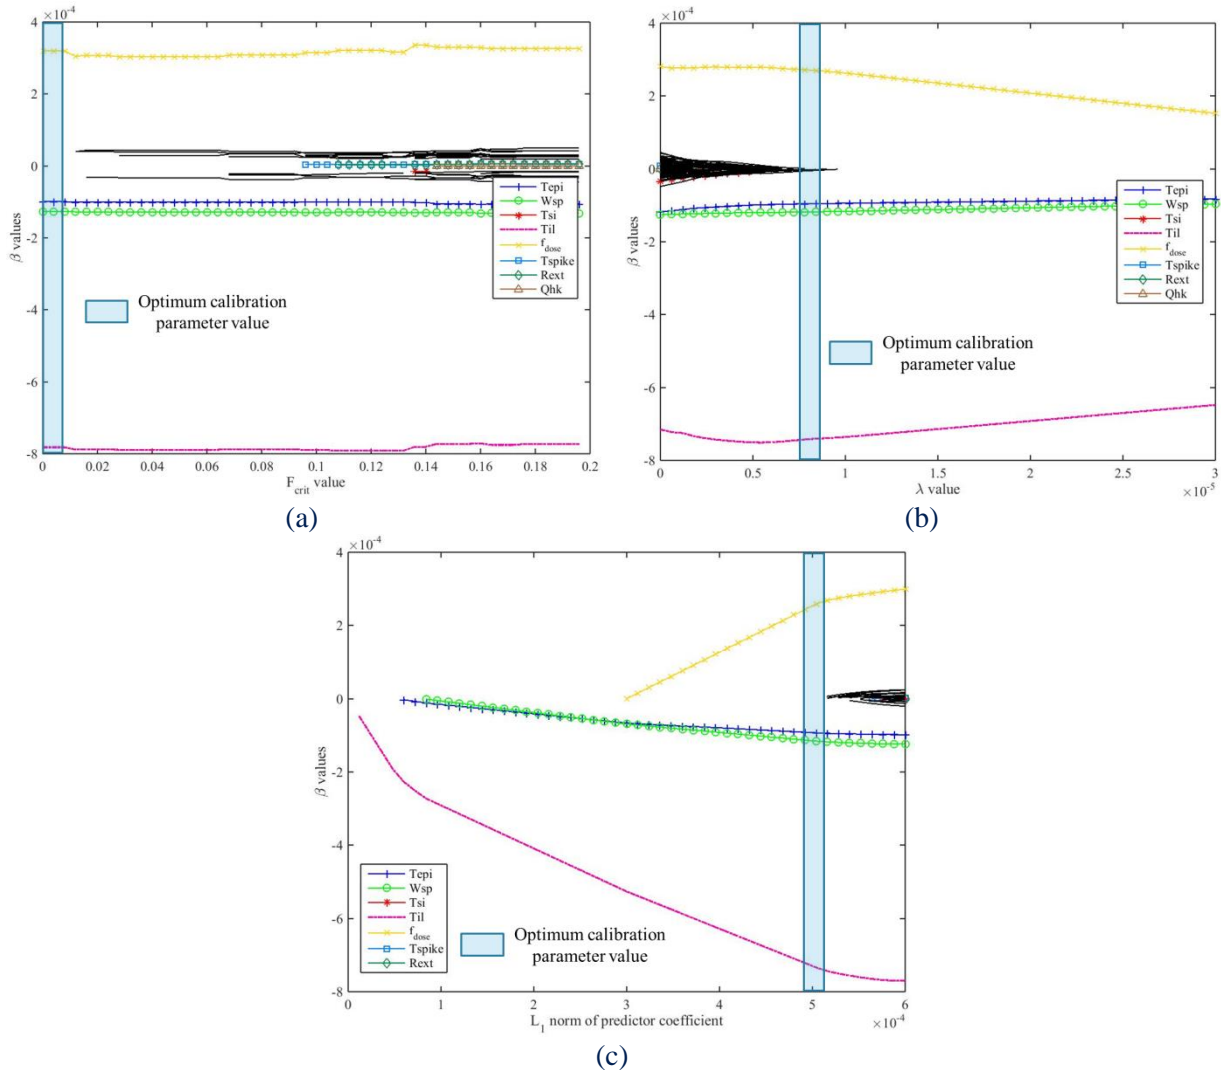 ×10⁻⁴
4
2
0
-2
-4
-6
-8
β values
0
0.02
0.04
0.06
0.08
0.1
0.12
0.14
0.16
0.18
0.2
F_crit value
Tepi
Wsp
Tsi
Til
f_dose
Tspike
Rext
Qhk
Optimum calibration
parameter value
(a)
×10⁻⁴
4
2
0
-2
-4
-6
-8
β values
0
0.5
1
1.5
2
2.5
3
λ value
×10⁻⁵
Tepi
Wsp
Tsi
Til
f_dose
Tspike
Rext
Qhk
Optimum calibration
parameter value
(b)
×10⁻⁴
4
2
0
-2
-4
-6
-8
β values
0
1
2
3
4
5
6
L₁ norm of predictor coefficient
×10⁻⁴
Tepi
Wsp
Tsi
Til
f_dose
Tspike
Rext
Optimum calibration
parameter value
(c)